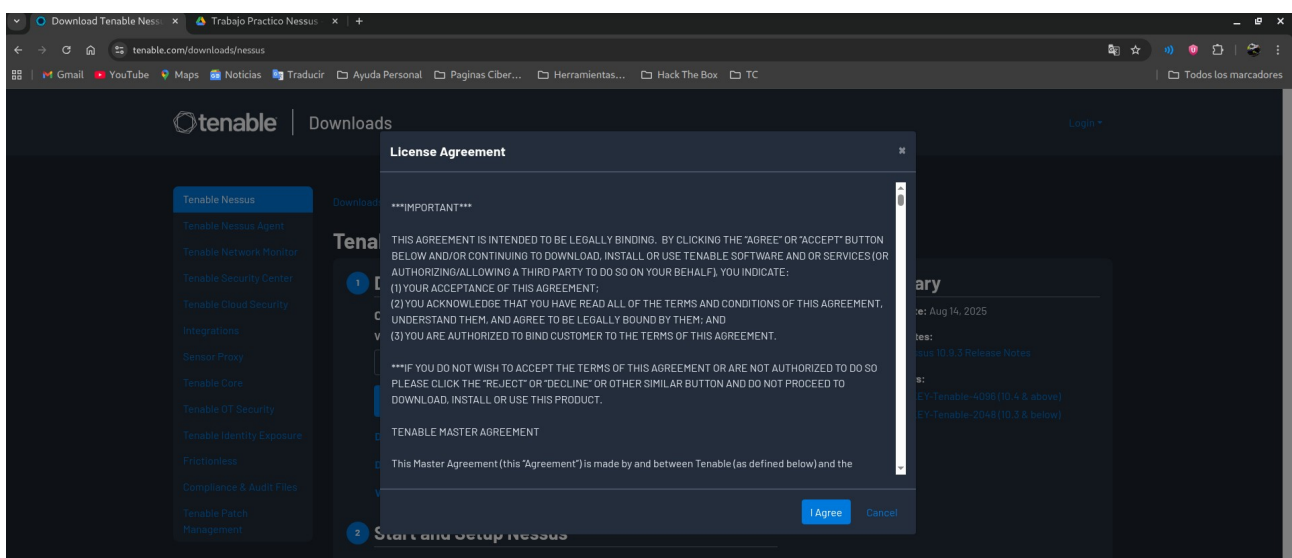 Download Tenable Ness
Trabajo Practico Nessus
tenable.com/downloads/nessus
Gmail
YouTube
Maps
Noticias
Traducir
Ayuda Personal
Paginas Ciber...
Herramientas...
Hack The Box
TC
Todos los marcadores
tenable
Downloads
Login
License Agreement
Tenable Nessus
Tenable Nessus Agent
Tenable Network Monitor
Tenable Security Center
Tenable Cloud Security
Integrations
Sensor Proxy
Tenable Core
Tenable OT Security
Tenable Identity Exposure
Frictionless
Compliance & Audit Files
Tenable Patch
Management
Download
Tena
1
***IMPORTANT***
THIS AGREEMENT IS INTENDED TO BE LEGALLY BINDING. BY CLICKING THE "AGREE" OR "ACCEPT" BUTTON
BELOW AND/OR CONTINUING TO DOWNLOAD, INSTALL OR USE TENABLE SOFTWARE AND OR SERVICES (OR
AUTHORIZING/ALLOWING A THIRD PARTY TO DO SO ON YOUR BEHALF), YOU INDICATE:
(1) YOUR ACCEPTANCE OF THIS AGREEMENT;
(2) YOU ACKNOWLEDGE THAT YOU HAVE READ ALL OF THE TERMS AND CONDITIONS OF THIS AGREEMENT,
UNDERSTAND THEM, AND AGREE TO BE LEGALLY BOUND BY THEM; AND
(3) YOU ARE AUTHORIZED TO BIND CUSTOMER TO THE TERMS OF THIS AGREEMENT.
***IF YOU DO NOT WISH TO ACCEPT THE TERMS OF THIS AGREEMENT OR ARE NOT AUTHORIZED TO DO SO
PLEASE CLICK THE "REJECT" OR "DECLINE" OR OTHER SIMILAR BUTTON AND DO NOT PROCEED TO
DOWNLOAD, INSTALL OR USE THIS PRODUCT.
TENABLE MASTER AGREEMENT
This Master Agreement (this "Agreement") is made by and between Tenable (as defined below) and the
I Agree
Cancel
ary
te: Aug 14, 2025
tes:
sus 10.9.3 Release Notes
s:
EY-Tenable-4096 (10.4 & above)
EY-Tenable-2048 (10.3 & below)
2
Start and Setup Nessus